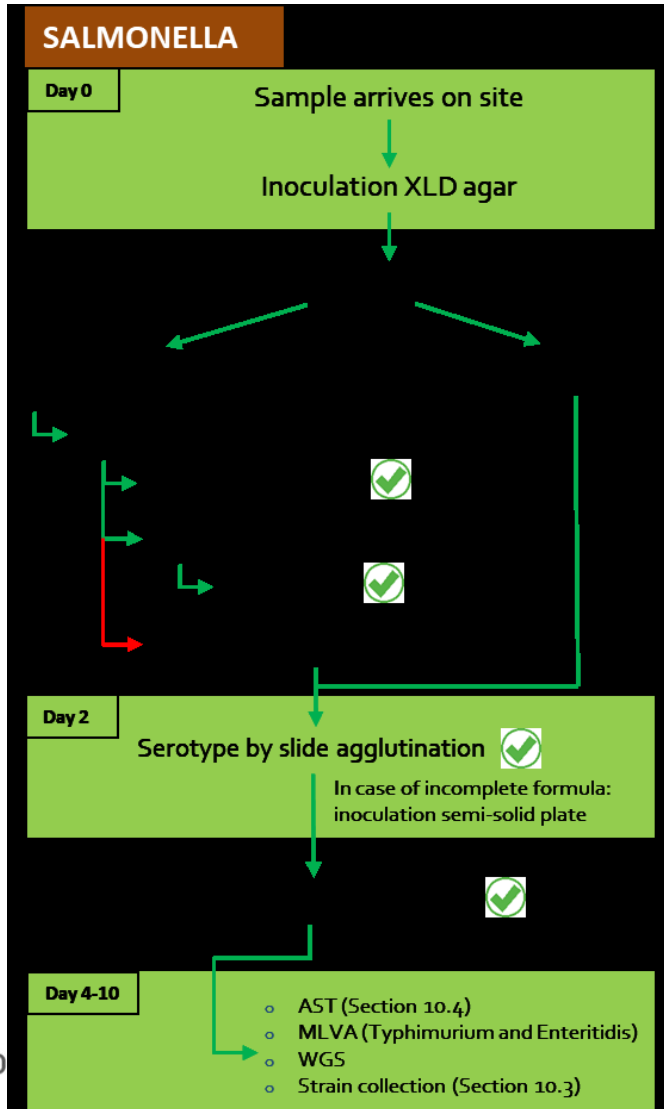 SALMONELLA
Day 0
Sample arrives on site
Inoculation XLD agar
Day 2
Serotype by slide agglutination
In case of incomplete formula:
inoculation semi-solid plate
Day 4-10
o AST (Section 10.4)
o MLVA (Typhimurium and Enteritidis)
o WGS
o Strain collection (Section 10.3)